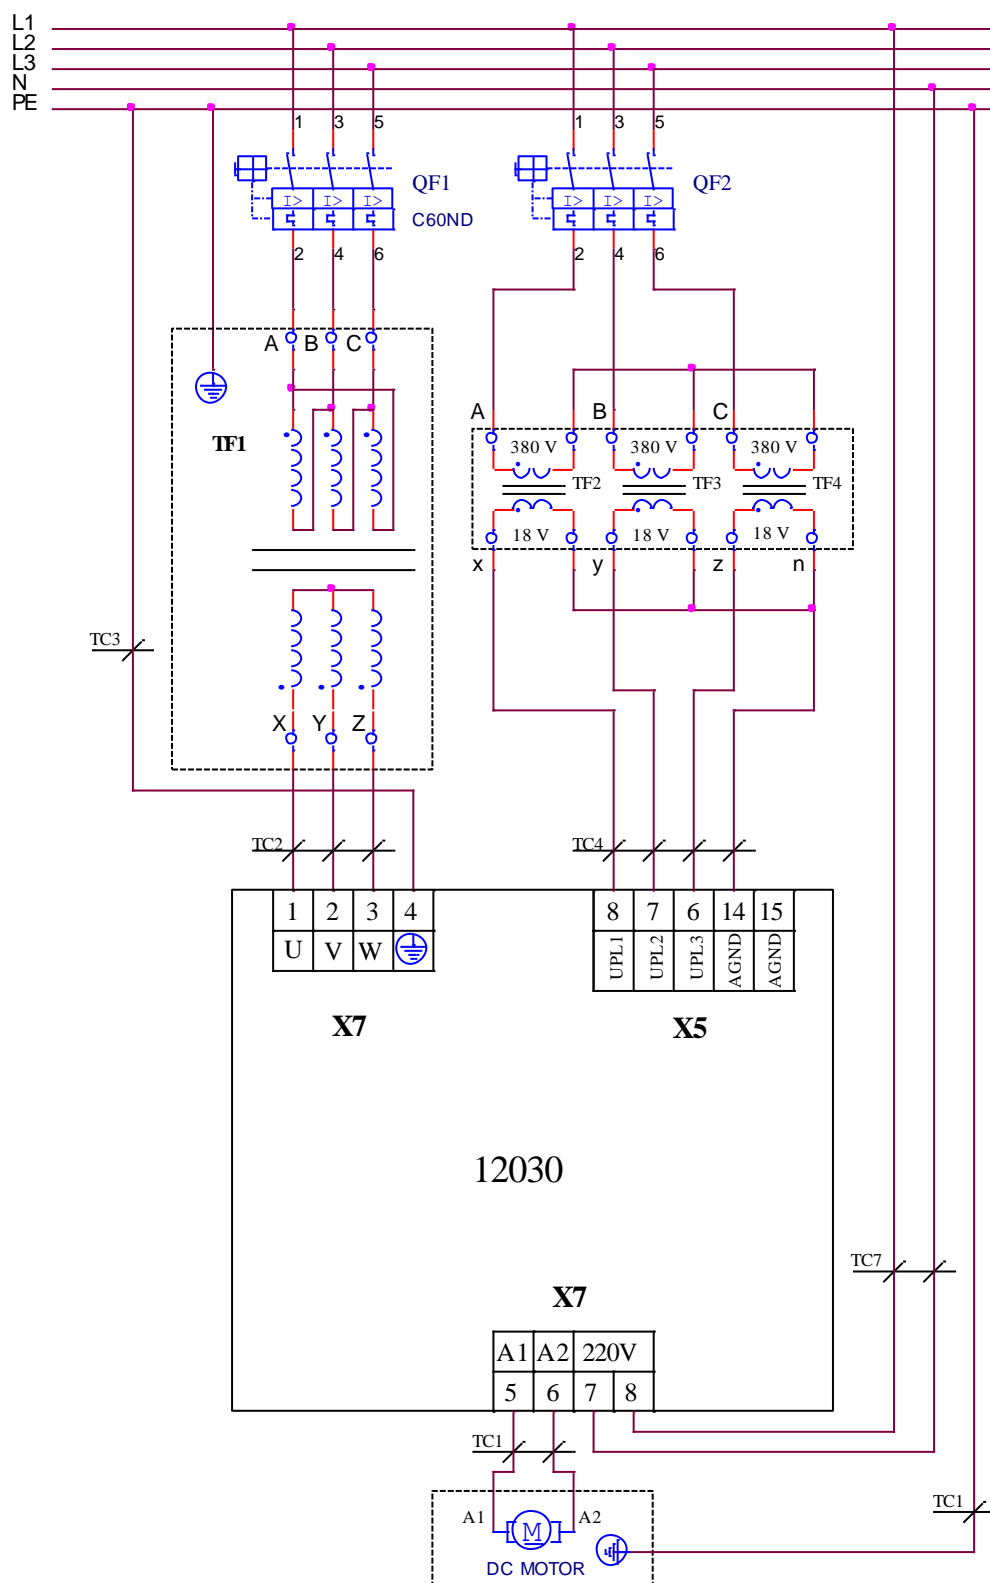 L1
L2
L3
N
PE
1 3 5
1 3 5
QF1
QF2
I> I> I>
I> I> I>
C60ND
2 4 6
2 4 6
A B C
TF1
A B C
380 V 380 V 380 V
TF2 TF3 TF4
18 V 18 V 18 V
x y z n
TC3
X Y Z
TC2
TC4
1 2 3 4
8 7 6 14 15
U V W
UPL1 UPL2 UPL3 AGND AGND
X7
X5
12030
TC7
X7
A1 A2 220V
5 6 7 8
TC1
TC1
A1 M A2
DC MOTOR